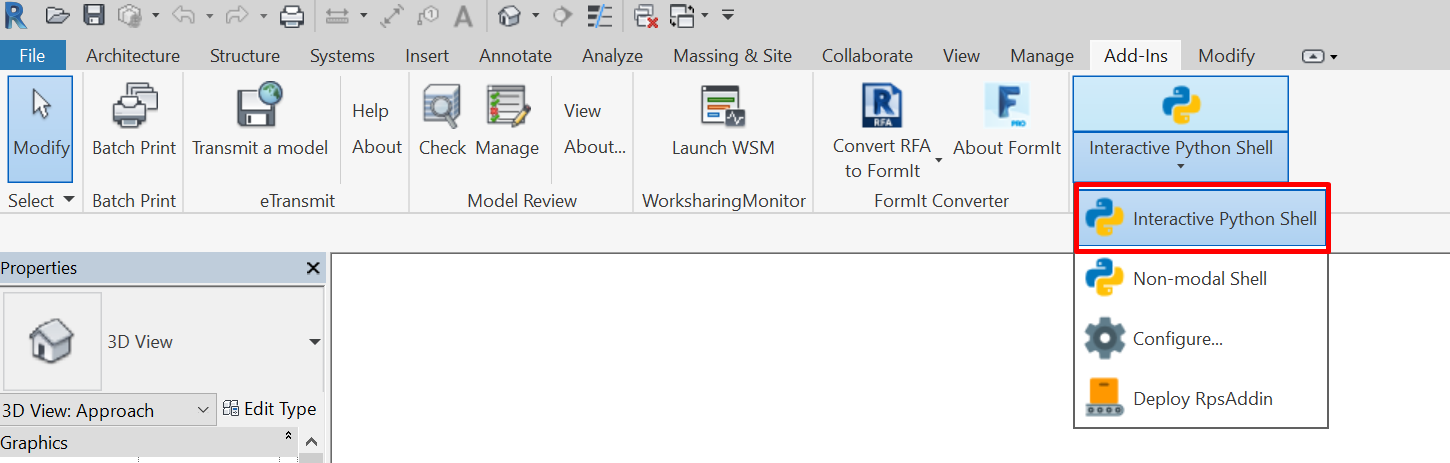 File Architecture Structure Systems Insert Annotate Analyze Massing & Site Collaborate View Manage Add-Ins Modify
Modify
Select
Batch Print
Batch Print
Transmit a model
Help
About
eTransmit
Check Manage
View
About...
Model Review
Launch WSM
WorksharingMonitor
RFA
Convert RFA
to FormIt
PRO
About FormIt
FormIt Converter
Interactive Python Shell
Interactive Python Shell
Non-modal Shell
Configure...
Deploy RpsAddin
Properties
3D View
3D View: Approach
Edit Type
Graphics